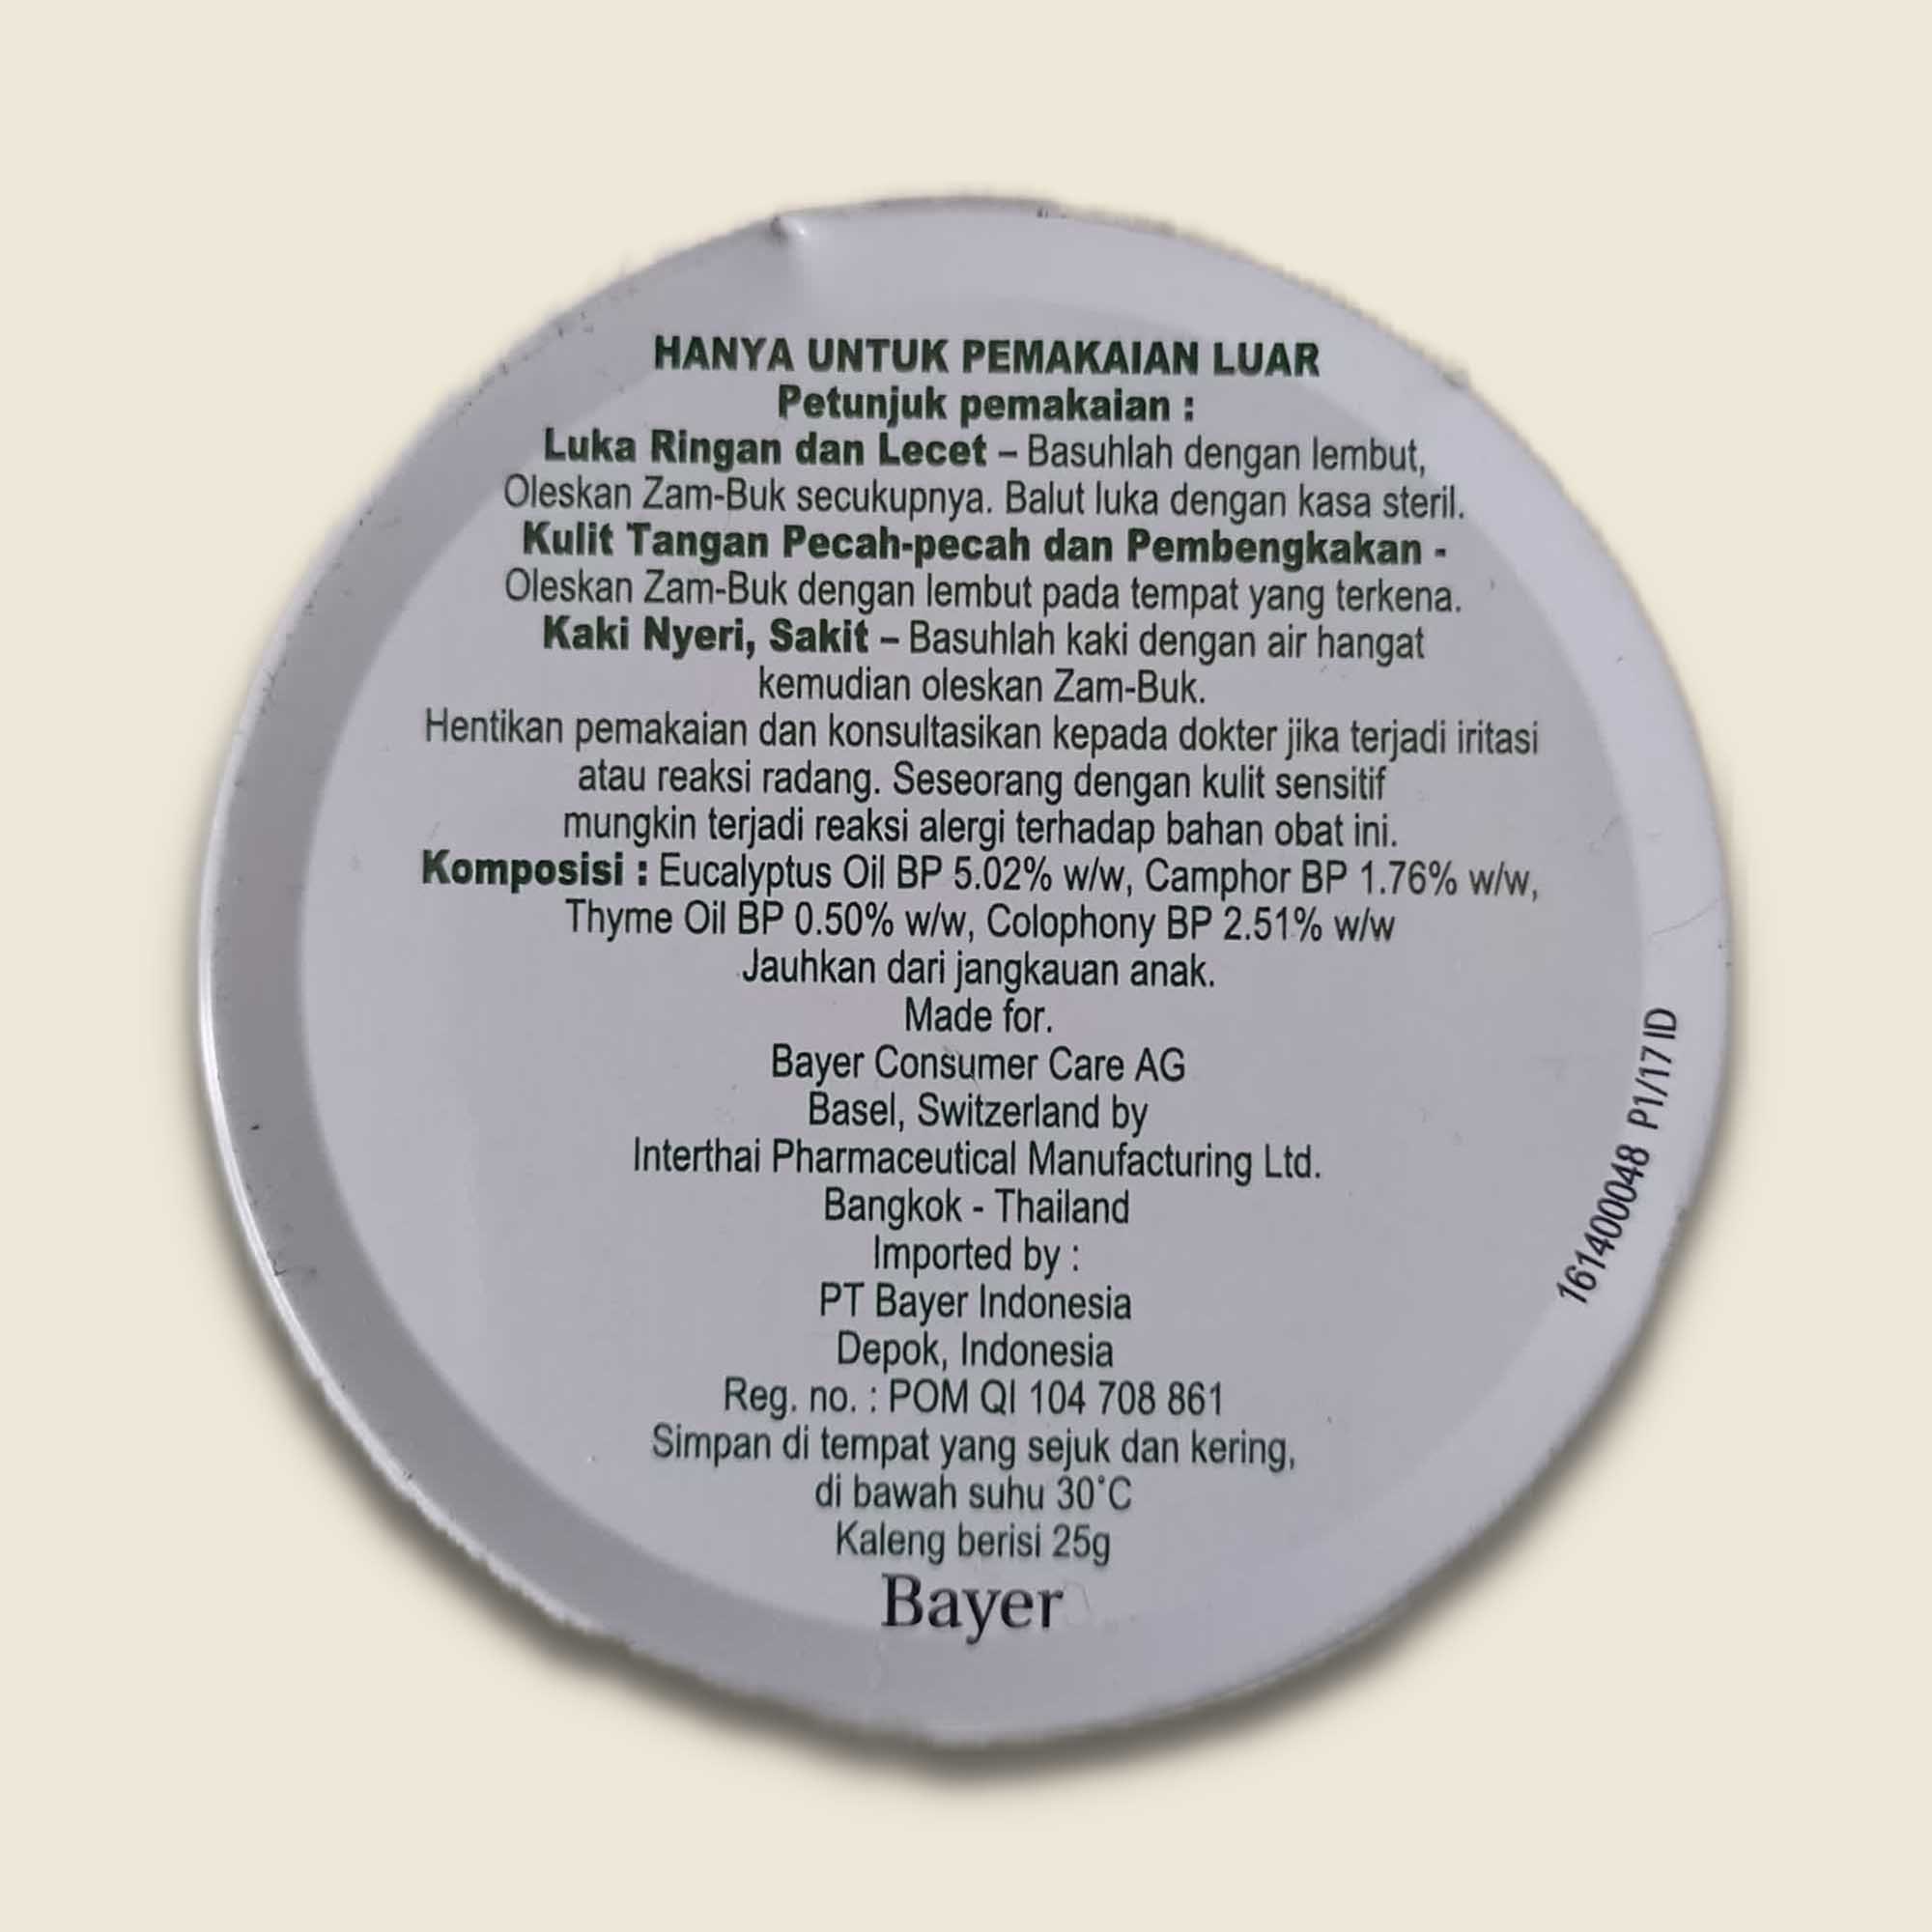 HANYA UNTUK PEMAKAIAN LUAR
Petunjuk pemakaian :
Luka Ringan dan Lecet – Basuhlah dengan lembut,
Oleskan Zam-Buk secukupnya. Balut luka dengan kasa steril.
Kulit Tangan Pecah-pecah dan Pembengkakan -
Oleskan Zam-Buk dengan lembut pada tempat yang terkena.
Kaki Nyeri, Sakit – Basuhlah kaki dengan air hangat
kemudian oleskan Zam-Buk.
Hentikan pemakaian dan konsultasikan kepada dokter jika terjadi iritasi
atau reaksi radang. Seseorang dengan kulit sensitif
mungkin terjadi reaksi alergi terhadap bahan obat ini.
Komposisi : Eucalyptus Oil BP 5.02% w/w, Camphor BP 1.76% w/w,
Thyme Oil BP 0.50% w/w, Colophony BP 2.51% w/w
Jauhkan dari jangkauan anak.
Made for.
Bayer Consumer Care AG
Basel, Switzerland by
Interthai Pharmaceutical Manufacturing Ltd.
Bangkok - Thailand
Imported by :
PT Bayer Indonesia
Depok, Indonesia
Reg. no. : POM QI 104 708 861
Simpan di tempat yang sejuk dan kering,
di bawah suhu 30°C
Kaleng berisi 25g
Bayer
161400048 P1/17 ID